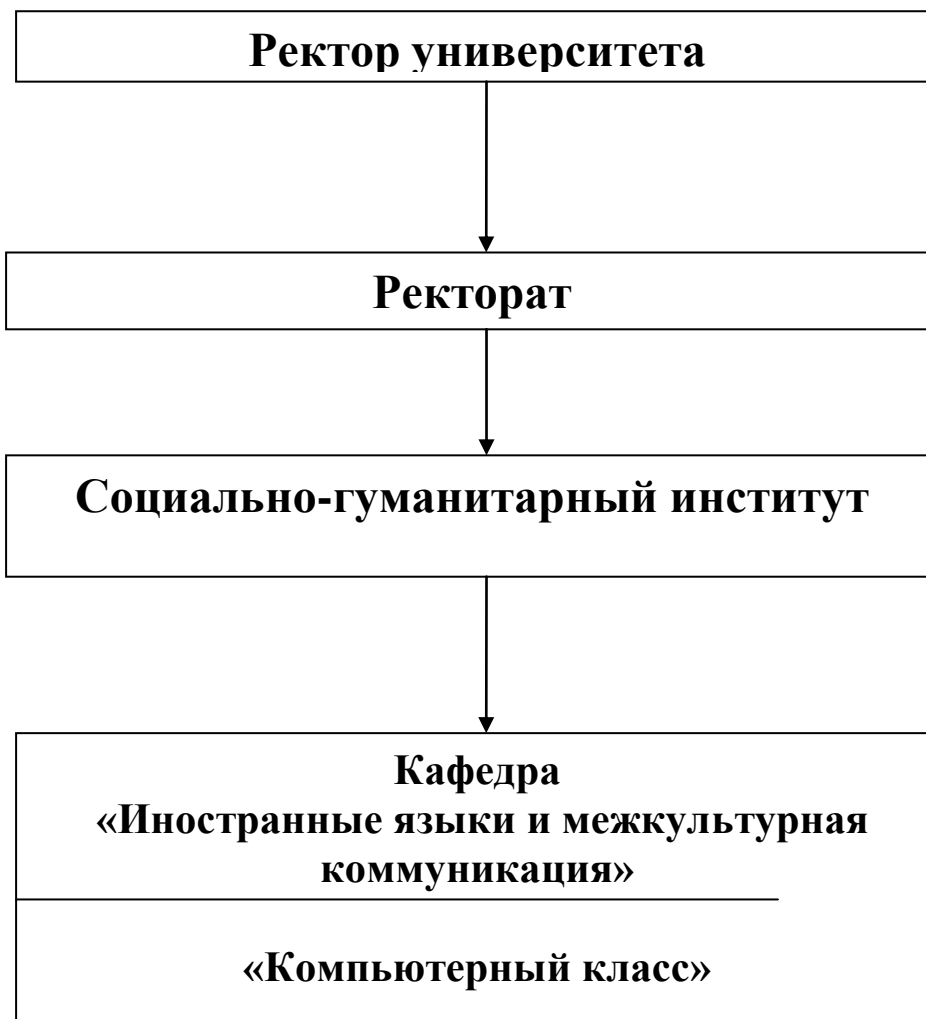 Ректор университета
Ректорат
Социально-гуманитарный институт
Кафедра
«Иностранные языки и межкультурная
коммуникация»
«Компьютерный класс»